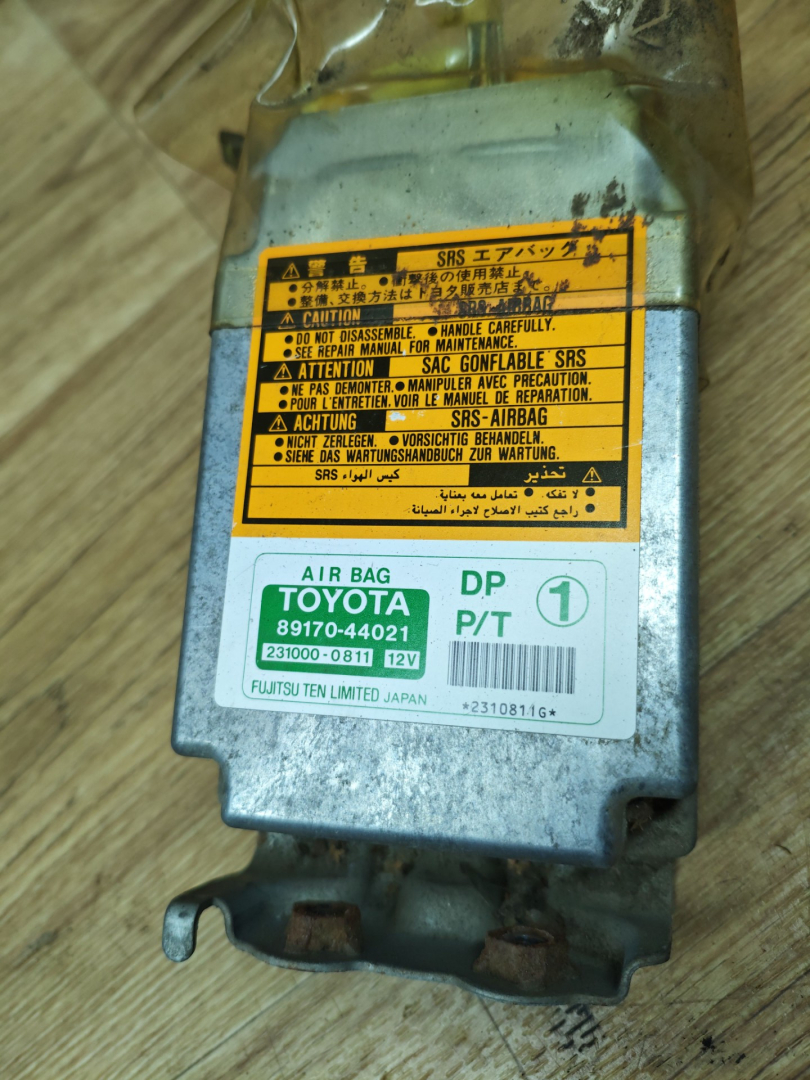 警告 SRS エアバッグ
●分解禁止。 ●衝撃後の使用禁止。
●整備、交換方法はトヨタ販売店まで。
CAUTION SRS-AIRBAG
●DO NOT DISASSEMBLE. ●HANDLE CAREFULLY.
●SEE REPAIR MANUAL FOR MAINTENANCE.
ATTENTION SAC GONFLABLE SRS
●NE PAS DEMONTER. ●MANIPULER AVEC PRECAUTION.
●POUR L'ENTRETIEN, VOIR LE MANUEL DE REPARATION.
ACHTUNG SRS-AIRBAG
●NICHT ZERLEGEN. ●VORSICHTIG BEHANDELN.
●SIEHE DAS WARTUNGSHANDBUCH ZUR WARTUNG.
تحذير كيس الهواء SRS
● لا تفكه. ● تعامل معه بعناية.
● راجع كتيب الاصلاح لاجراء الصيانة.
AIR BAG
TOYOTA
89170-44021
231000-0811 12V
FUJITSU TEN LIMITED JAPAN
DP
P/T
1
*2310811G*